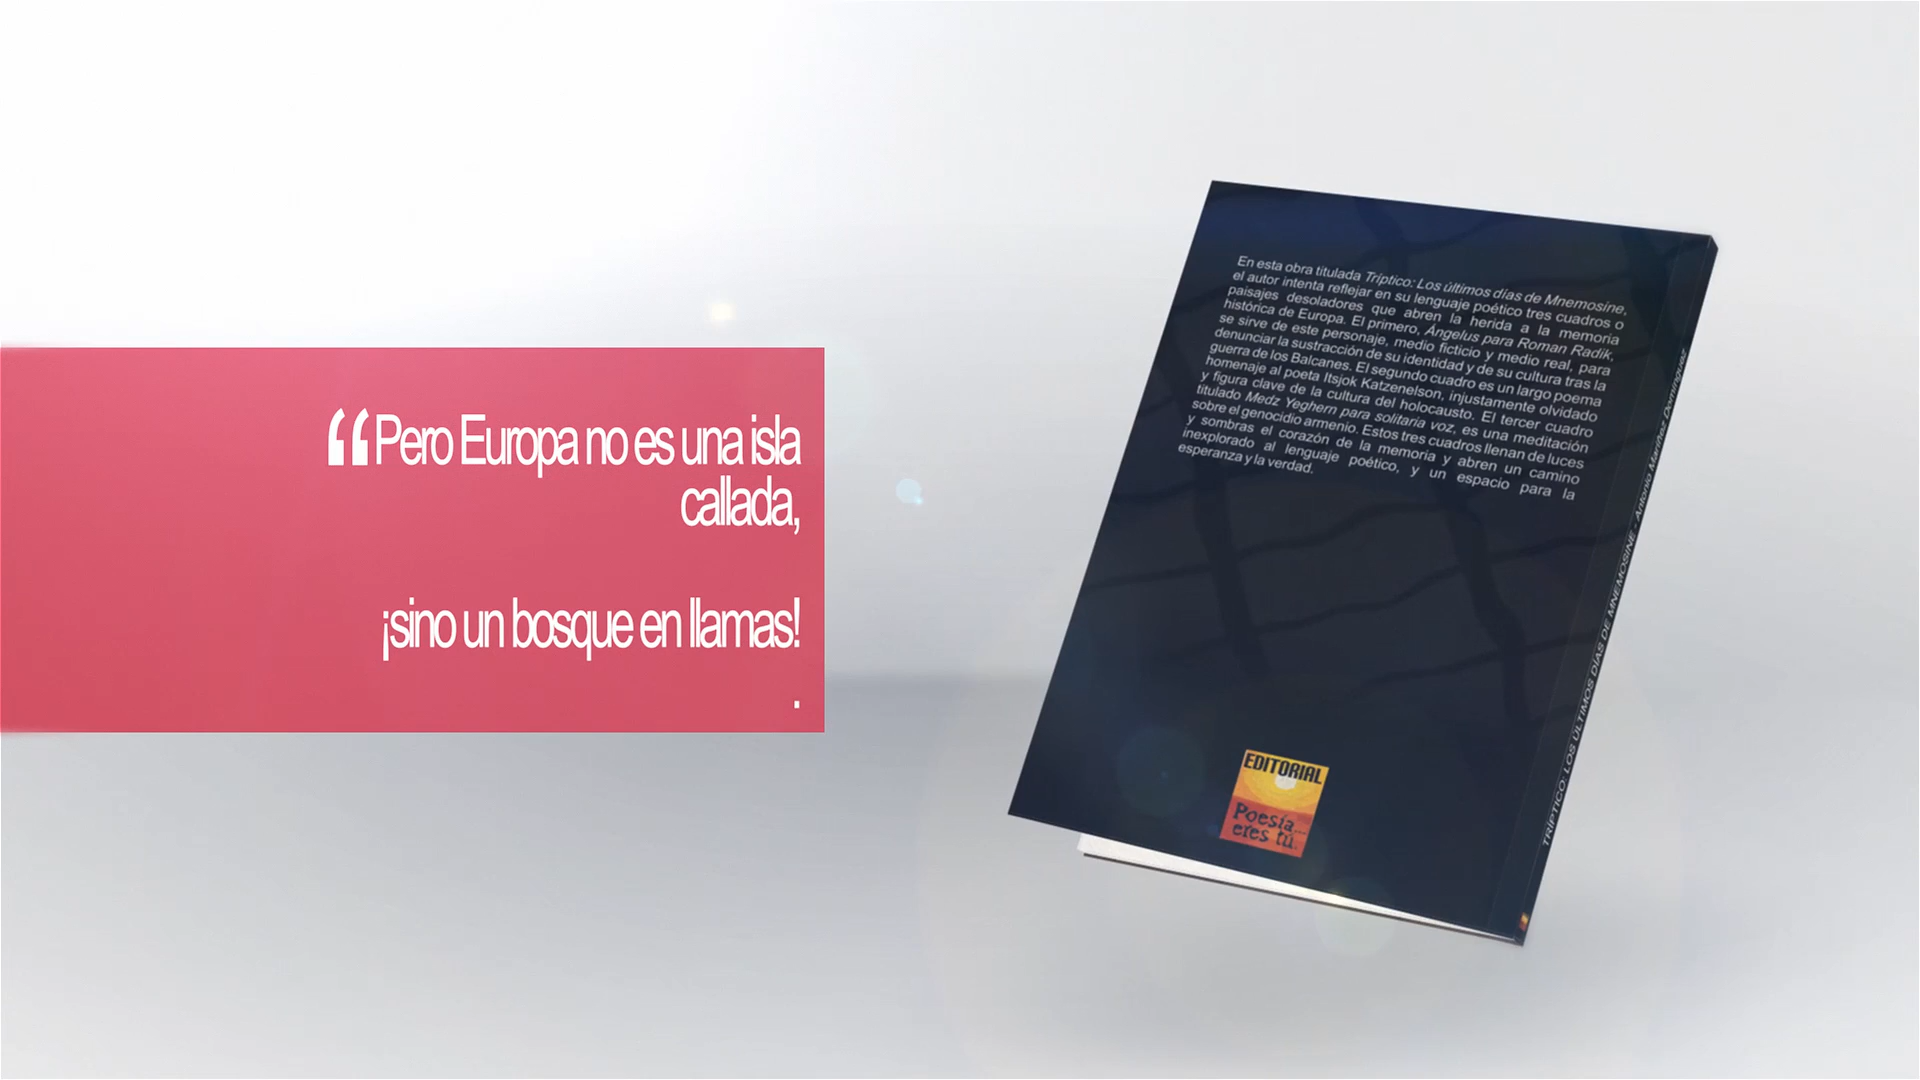 “Pero Europa no es una isla
callada,
¡sino un bosque en llamas!
.
En esta obra titulada Tríptico: Los últimos días de Mnemosine,
el autor intenta reflejar en su lenguaje poético tres cuadros o
paisajes desoladores que abren la herida a la memoria
histórica de Europa. El primero, Ángelus para Roman Radik,
se sirve de este personaje, medio ficticio y medio real, para
denunciar la sustracción de su identidad y de su cultura tras la
guerra de los Balcanes. El segundo cuadro es un largo poema
homenaje al poeta Itsjok Katzenelson, injustamente olvidado
y figura clave de la cultura del holocausto. El tercer cuadro
titulado Medz Yeghern para solitaria voz, es una meditación
sobre el genocidio armenio. Estos tres cuadros llenan de luces
y sombras el corazón de la memoria y abren un camino
inexplorado al lenguaje poético, y un espacio para la
esperanza y la verdad.
EDITORIAL
Poesía...
eres tú.
TRÍPTICO: LOS ÚLTIMOS DÍAS DE MNEMOSINE - Antonio Maríñez Domínguez